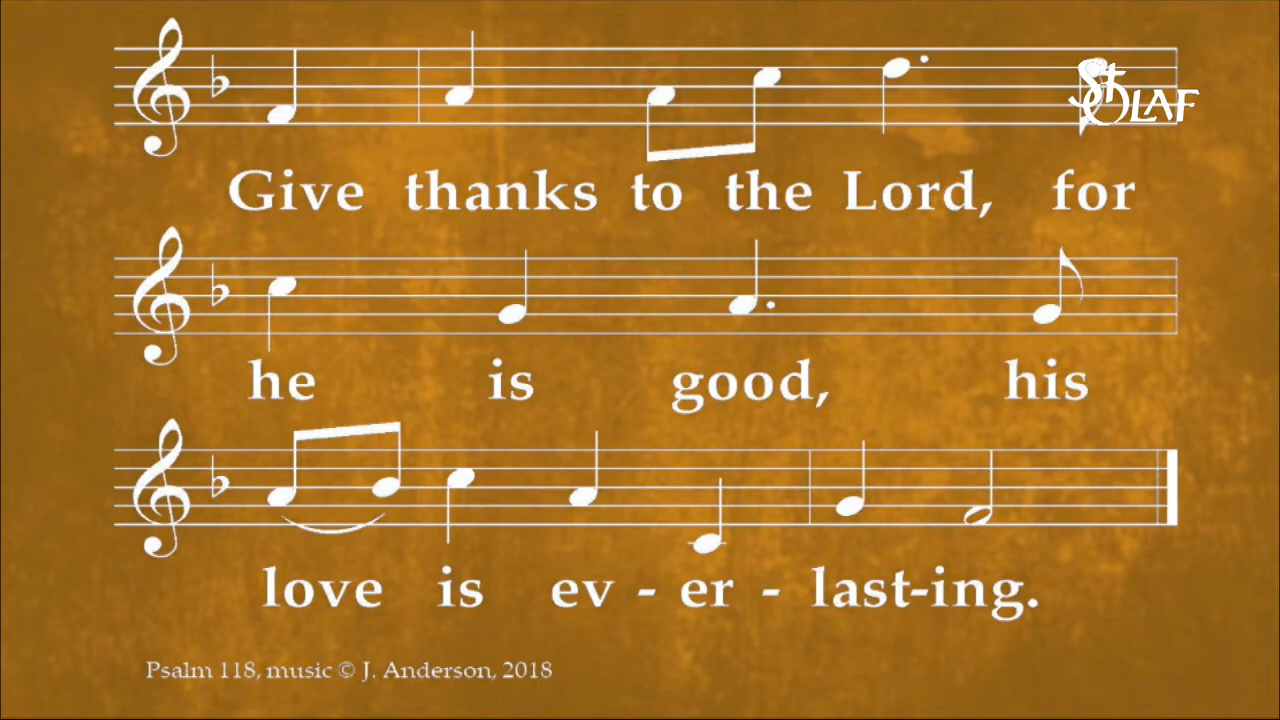 St OLAF
Give thanks to the Lord, for
he is good, his
love is ev - er - last-ing.
Psalm 118, music © J. Anderson, 2018